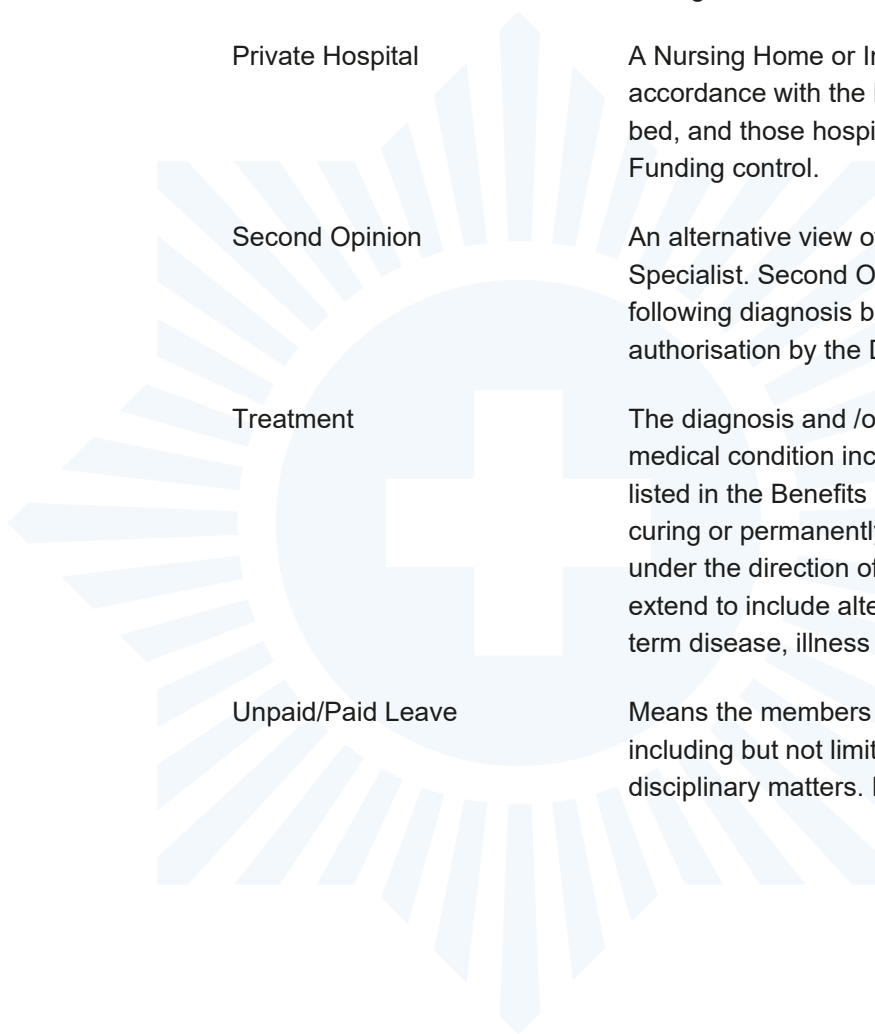 Private Hospital A Nursing Home or
accordance with the
bed, and those hospi
Funding control.
Second Opinion An alternative view o
Specialist. Second O
following diagnosis b
authorisation by the
Treatment The diagnosis and /o
medical condition inc
listed in the Benefits
curing or permanently
under the direction of
extend to include alte
term disease, illness
Unpaid/Paid Leave Means the members
including but not limit
disciplinary matters.